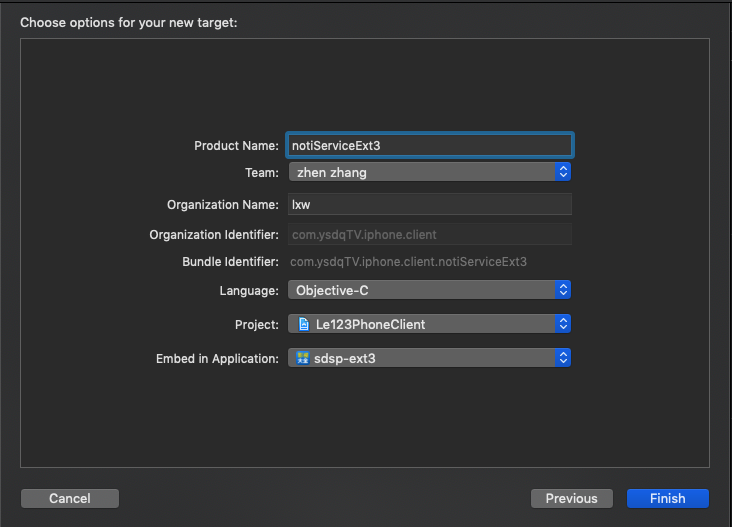 Choose options for your new target:
Product Name: notiServiceExt3
Team: zhen zhang
Organization Name: lxw
Organization Identifier: com.ysdqTV.iphone.client
Bundle Identifier: com.ysdqTV.iphone.client.notiServiceExt3
Language: Objective-C
Project: Le123PhoneClient
Embed in Application: sdsp-ext3
Cancel Previous Finish